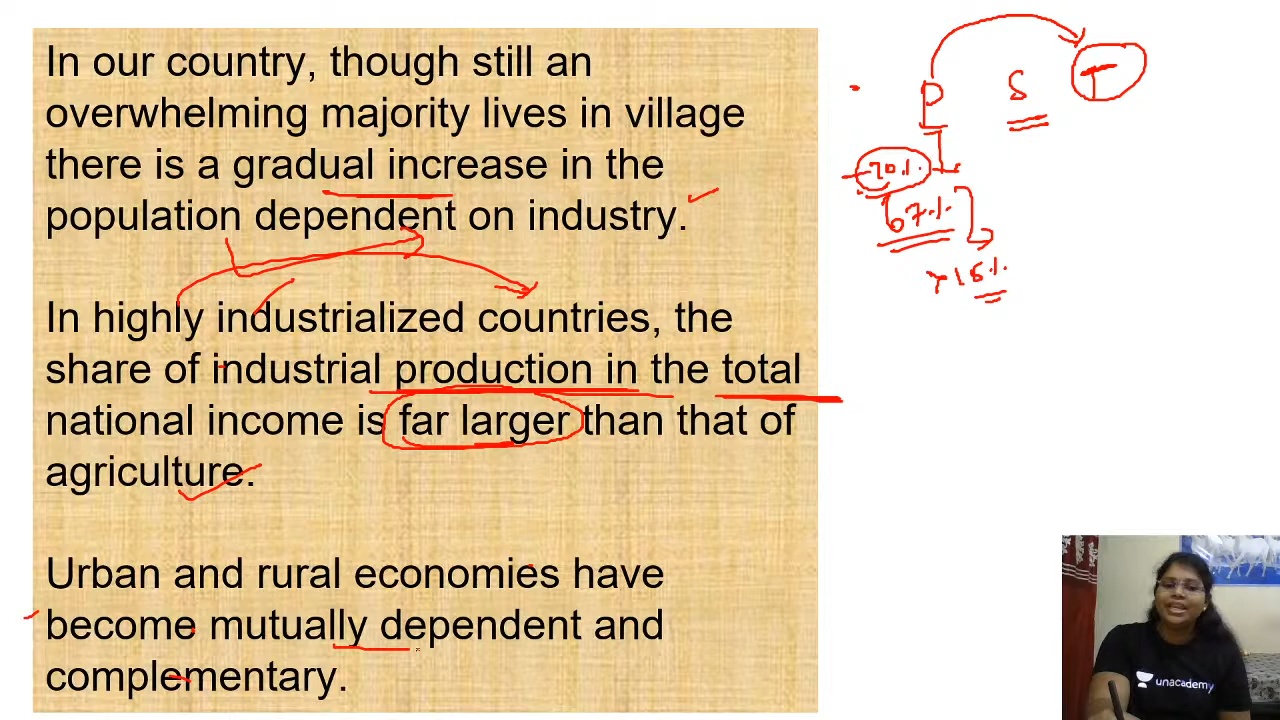 In our country, though still an
overwhelming majority lives in village
there is a gradual increase in the
population dependent on industry.
In highly industrialized countries, the
share of industrial production in the total
national income is far larger than that of
agriculture.
Urban and rural economies have
become mutually dependent and
complementary.
P S T
70%
67%
15%
unacademy